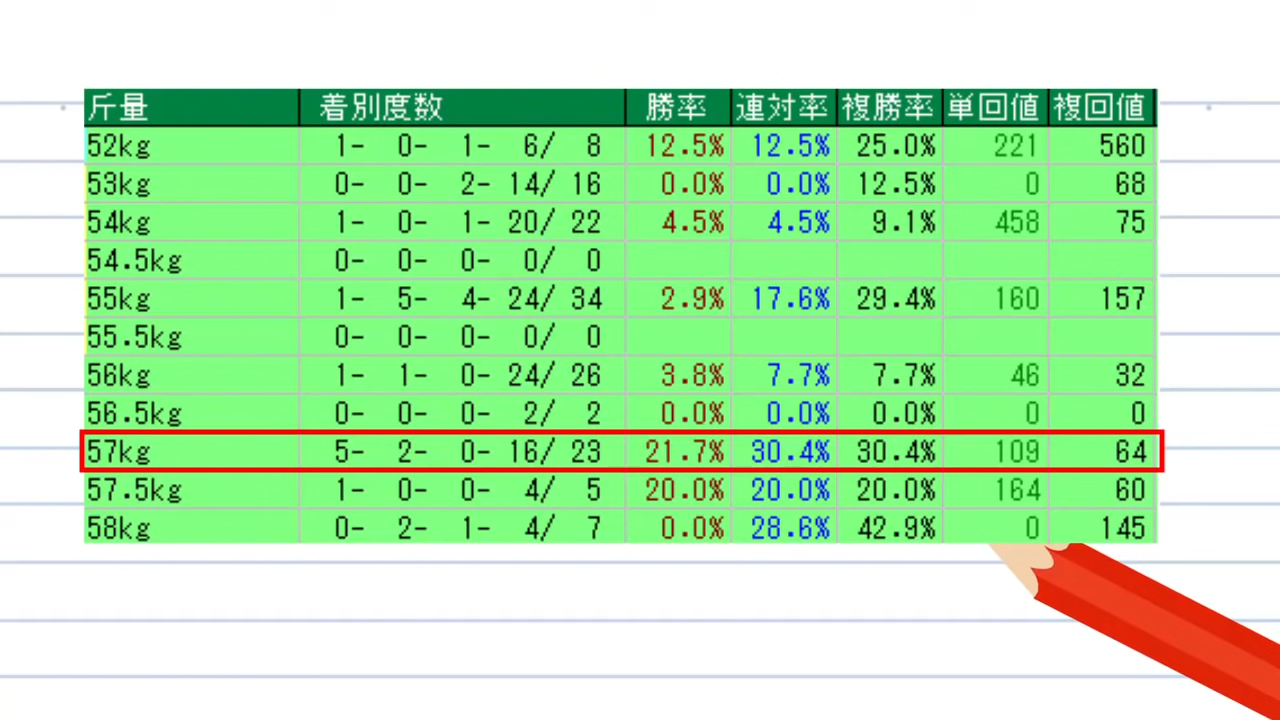 斤量 着別度数 勝率 連対率 複勝率 単回値 複回値
52kg 1- 0- 1- 6/ 8 12.5% 12.5% 25.0% 221 560
53kg 0- 0- 2- 14/ 16 0.0% 0.0% 12.5% 0 68
54kg 1- 0- 1- 20/ 22 4.5% 4.5% 9.1% 458 75
54.5kg 0- 0- 0- 0/ 0
55kg 1- 5- 4- 24/ 34 2.9% 17.6% 29.4% 160 157
55.5kg 0- 0- 0- 0/ 0
56kg 1- 1- 0- 24/ 26 3.8% 7.7% 7.7% 46 32
56.5kg 0- 0- 0- 2/ 2 0.0% 0.0% 0.0% 0 0
57kg 5- 2- 0- 16/ 23 21.7% 30.4% 30.4% 109 64
57.5kg 1- 0- 0- 4/ 5 20.0% 20.0% 20.0% 164 60
58kg 0- 2- 1- 4/ 7 0.0% 28.6% 42.9% 0 145